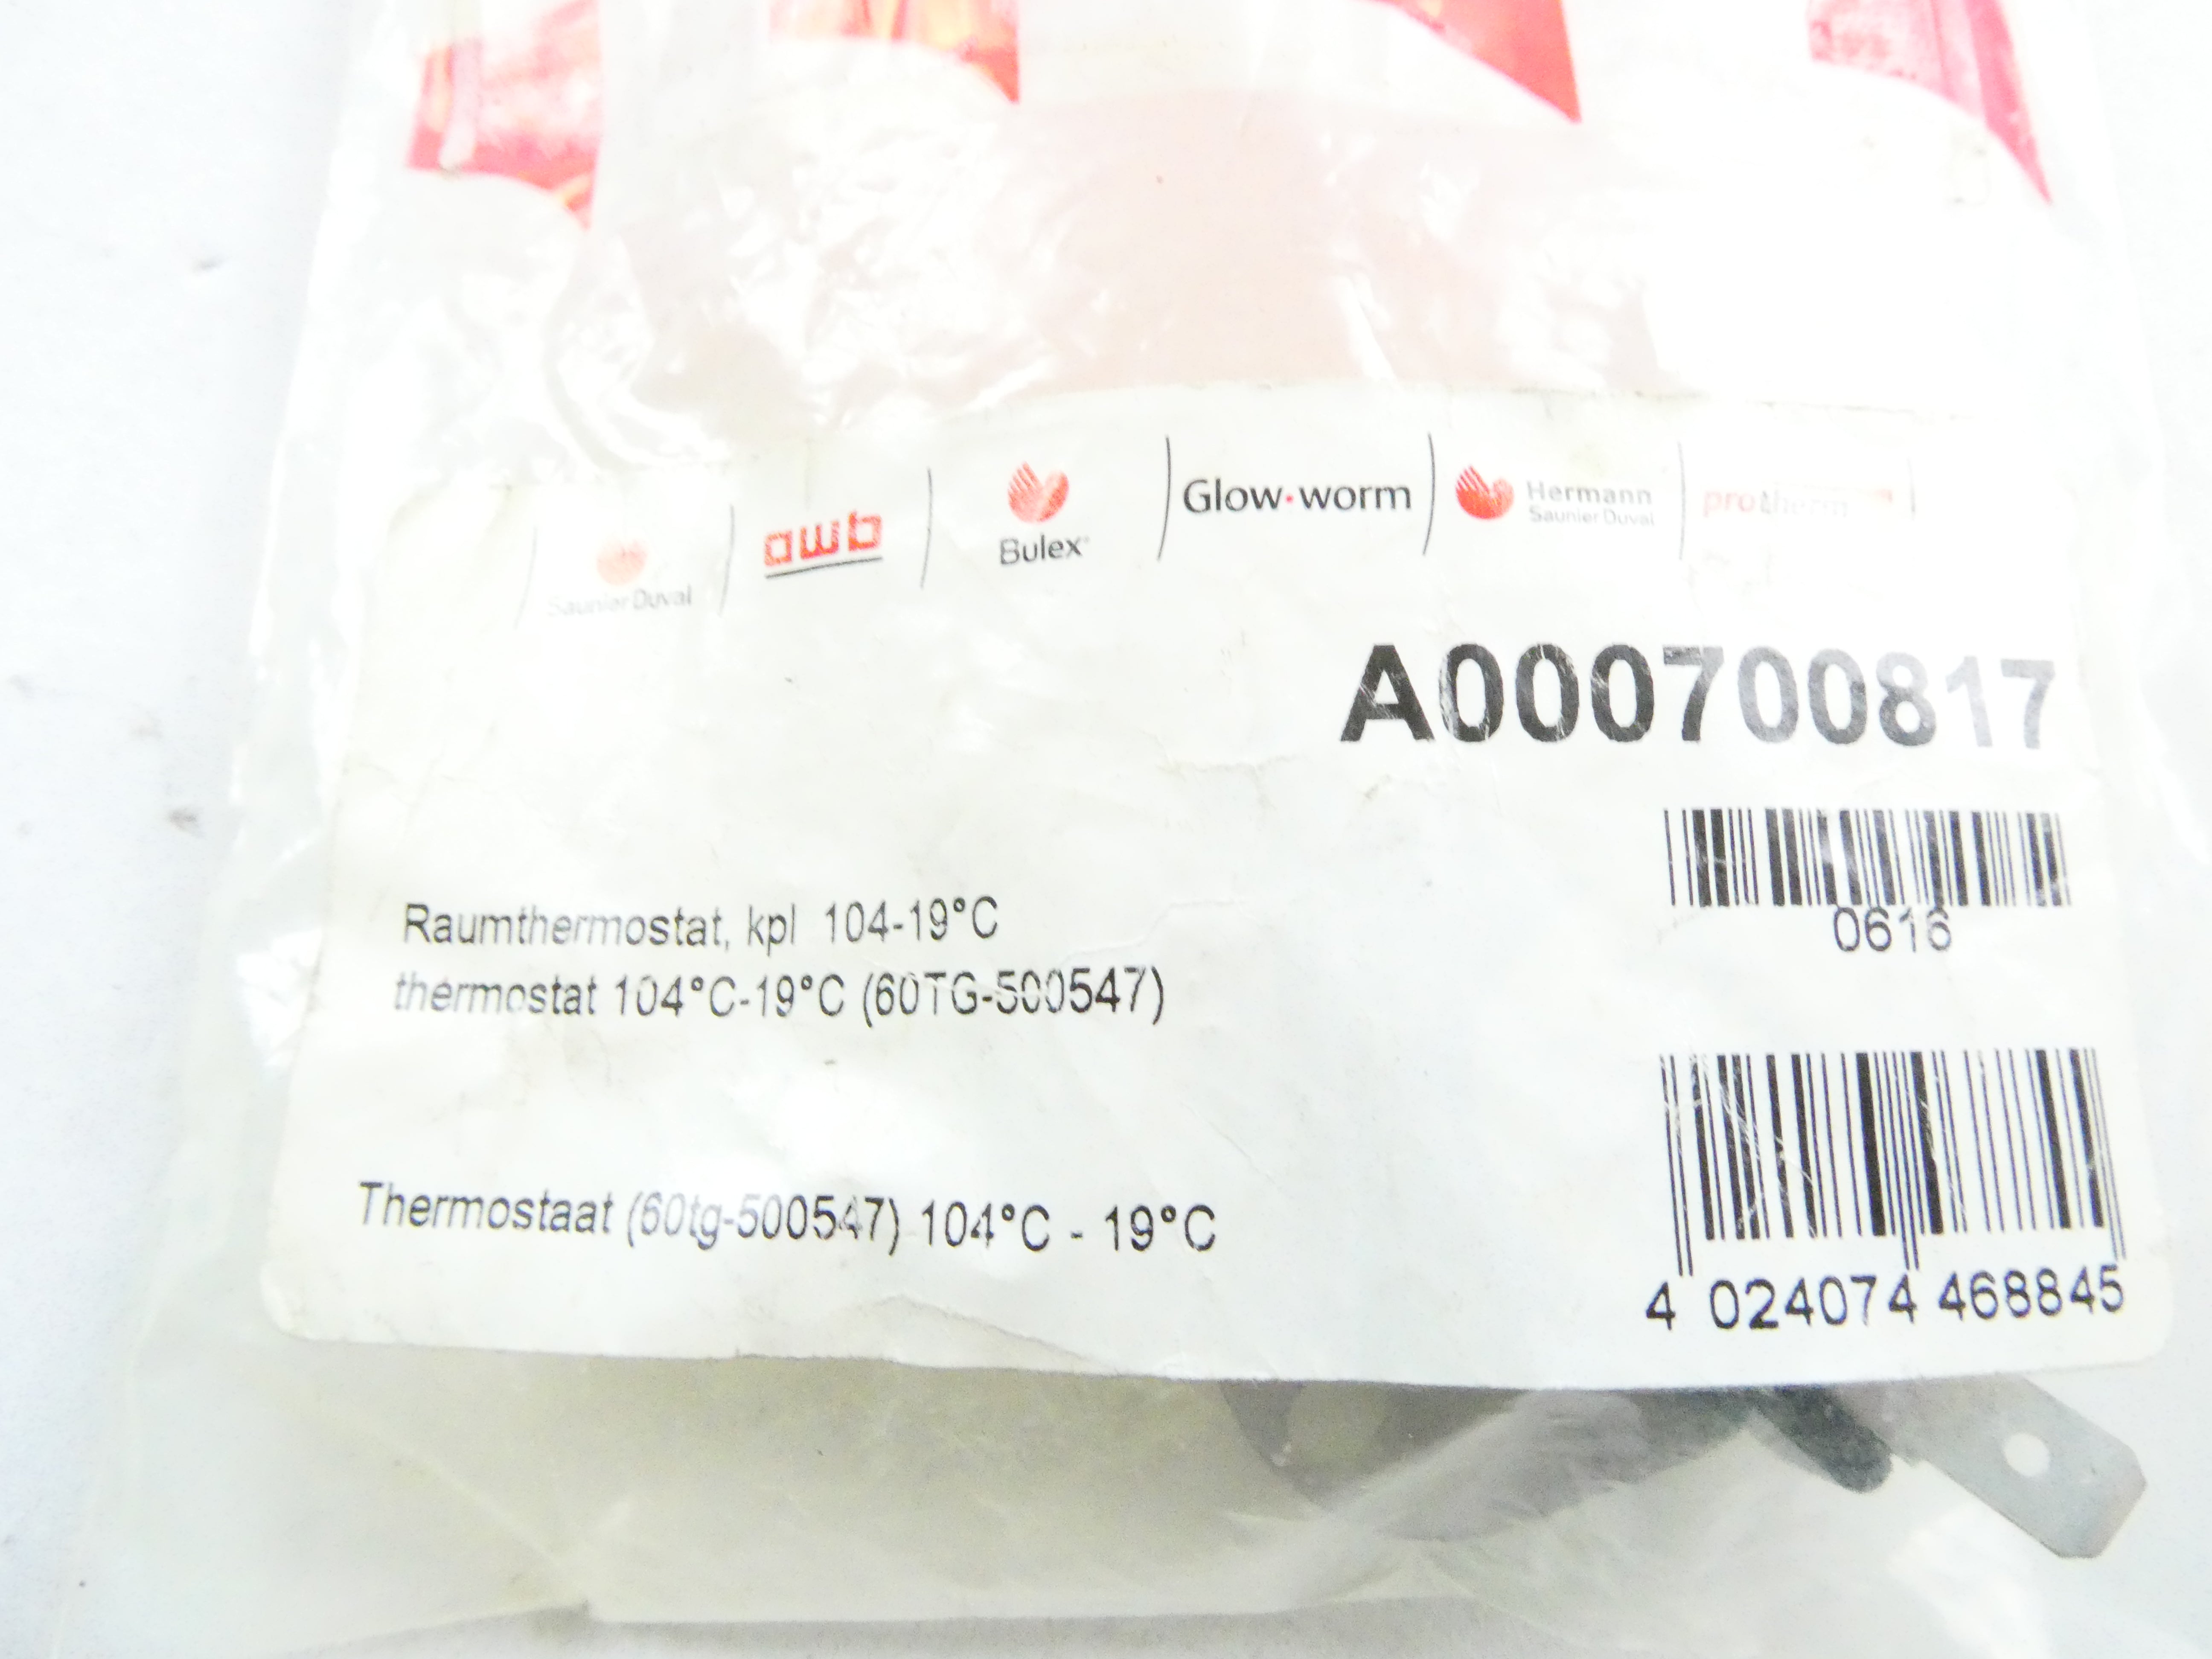 Saunier Duval
awb
Bulex
Glow·worm
Hermann
Saunier Duval
protherm
A000700817
0616
Raumthermostat, kpl 104-19°C
thermostat 104°C-19°C (60TG-500547)
Thermostaat (60tg-500547) 104°C - 19°C
4 024074 468845